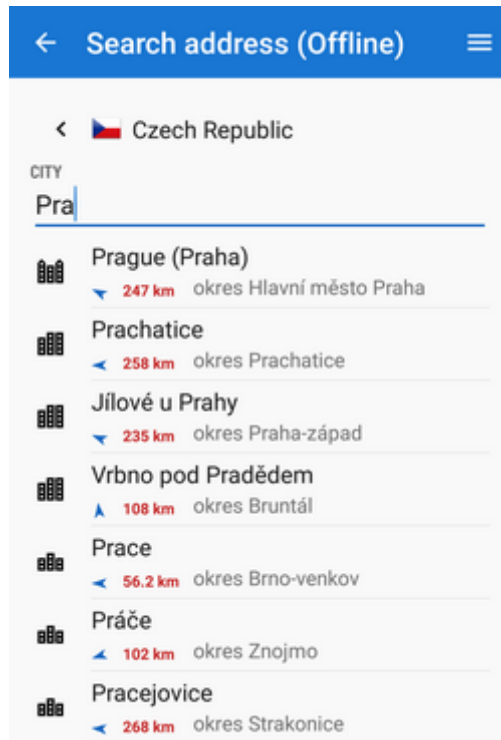 Search address (Offline)
Czech Republic
CITY
Pra
Prague (Praha)
247 km okres Hlavní město Praha
Prachatice
258 km okres Prachatice
Jílové u Prahy
235 km okres Praha-západ
Vrbno pod Pradědem
108 km okres Bruntál
Prace
56.2 km okres Brno-venkov
Práče
102 km okres Znojmo
Pracejovice
268 km okres Strakonice